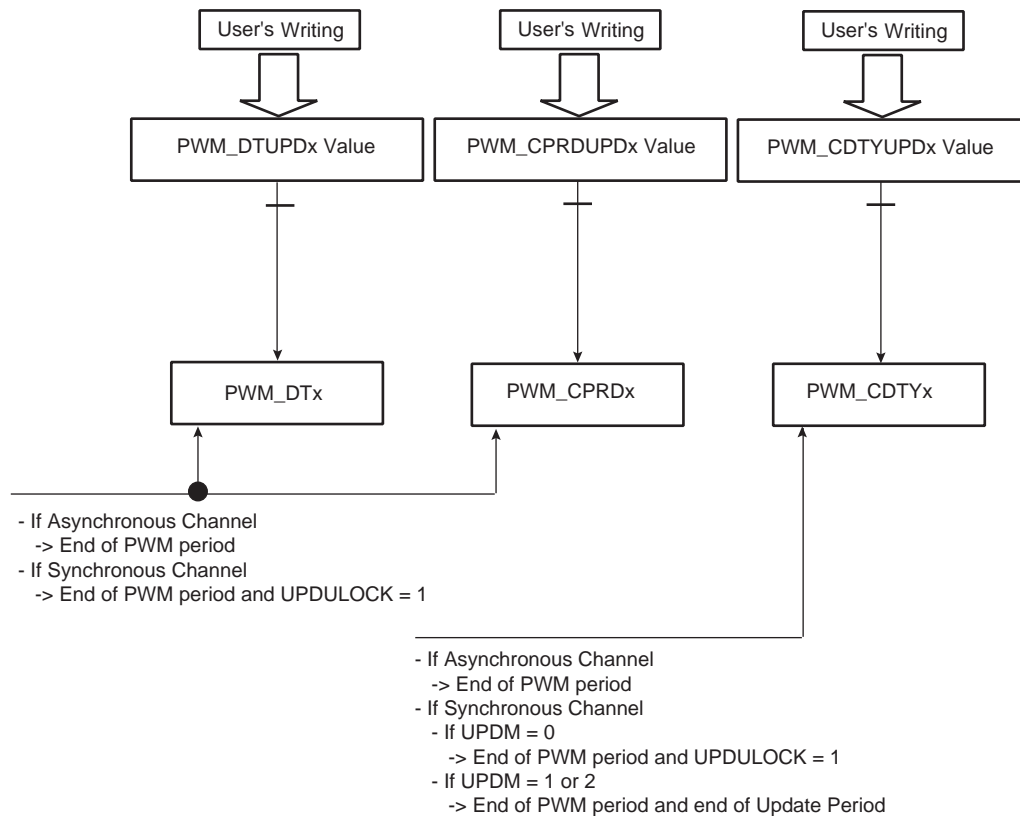 User's Writing
User's Writing
User's Writing
PWM_DTUPDx Value
PWM_CPRDUPDx Value
PWM_CDTYUPDx Value
PWM_DTx
PWM_CPRDx
PWM_CDTYx
- If Asynchronous Channel
-> End of PWM period
- If Synchronous Channel
-> End of PWM period and UPDULOCK = 1
- If Asynchronous Channel
-> End of PWM period
- If Synchronous Channel
- If UPDM = 0
-> End of PWM period and UPDULOCK = 1
- If UPDM = 1 or 2
-> End of PWM period and end of Update Period